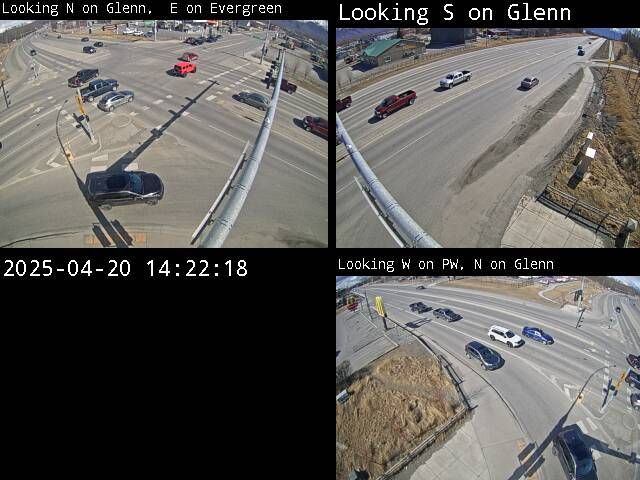 Looking N on Glenn, E on Evergreen
Looking S on Glenn
2025-04-20 14:22:18
Looking W on PW, N on Glenn